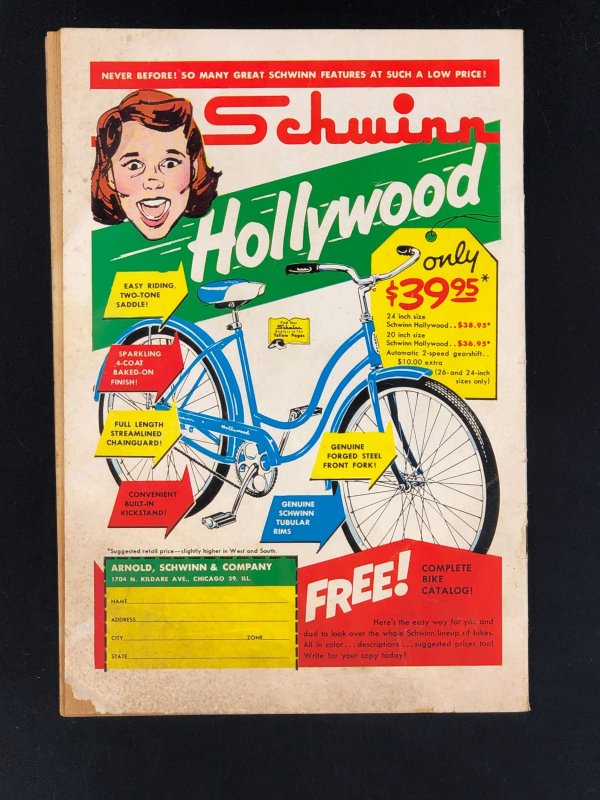 NEVER BEFORE! SO MANY GREAT SCHWINN FEATURES AT SUCH A LOW PRICE!
Schwinn
Hollywood
only
$39.95*
24 inch size
Schwinn Hollywood..$38.95*
20 inch size
Schwinn Hollywood..$36.95*
Automatic 2-speed gearshift..
$10.00 extra
(26-and 24-inch
sizes only)
EASY RIDING,
TWO-TONE
SADDLE!
Find Your
Schwinn
Yellow Pages
SPARKLING
4-COAT
BAKED-ON
FINISH!
FULL LENGTH
STREAMLINED
CHAINGUARD!
Hollywood
GENUINE
FORGED STEEL
FRONT FORK!
CONVENIENT
BUILT-IN
KICKSTAND!
GENUINE
SCHWINN
TUBULAR
RIMS
*Suggested retail price—slightly higher in West and South.
ARNOLD, SCHWINN & COMPANY
1704 N. KILDARE AVE., CHICAGO 39, ILL.
NAME
ADDRESS
CITY ZONE
STATE
FREE!
COMPLETE
BIKE
CATALOG!
Here's the easy way for you and
dad to look over the whole Schwinn lineup of bikes.
All in color...descriptions...suggested prices too!
Write for your copy today!